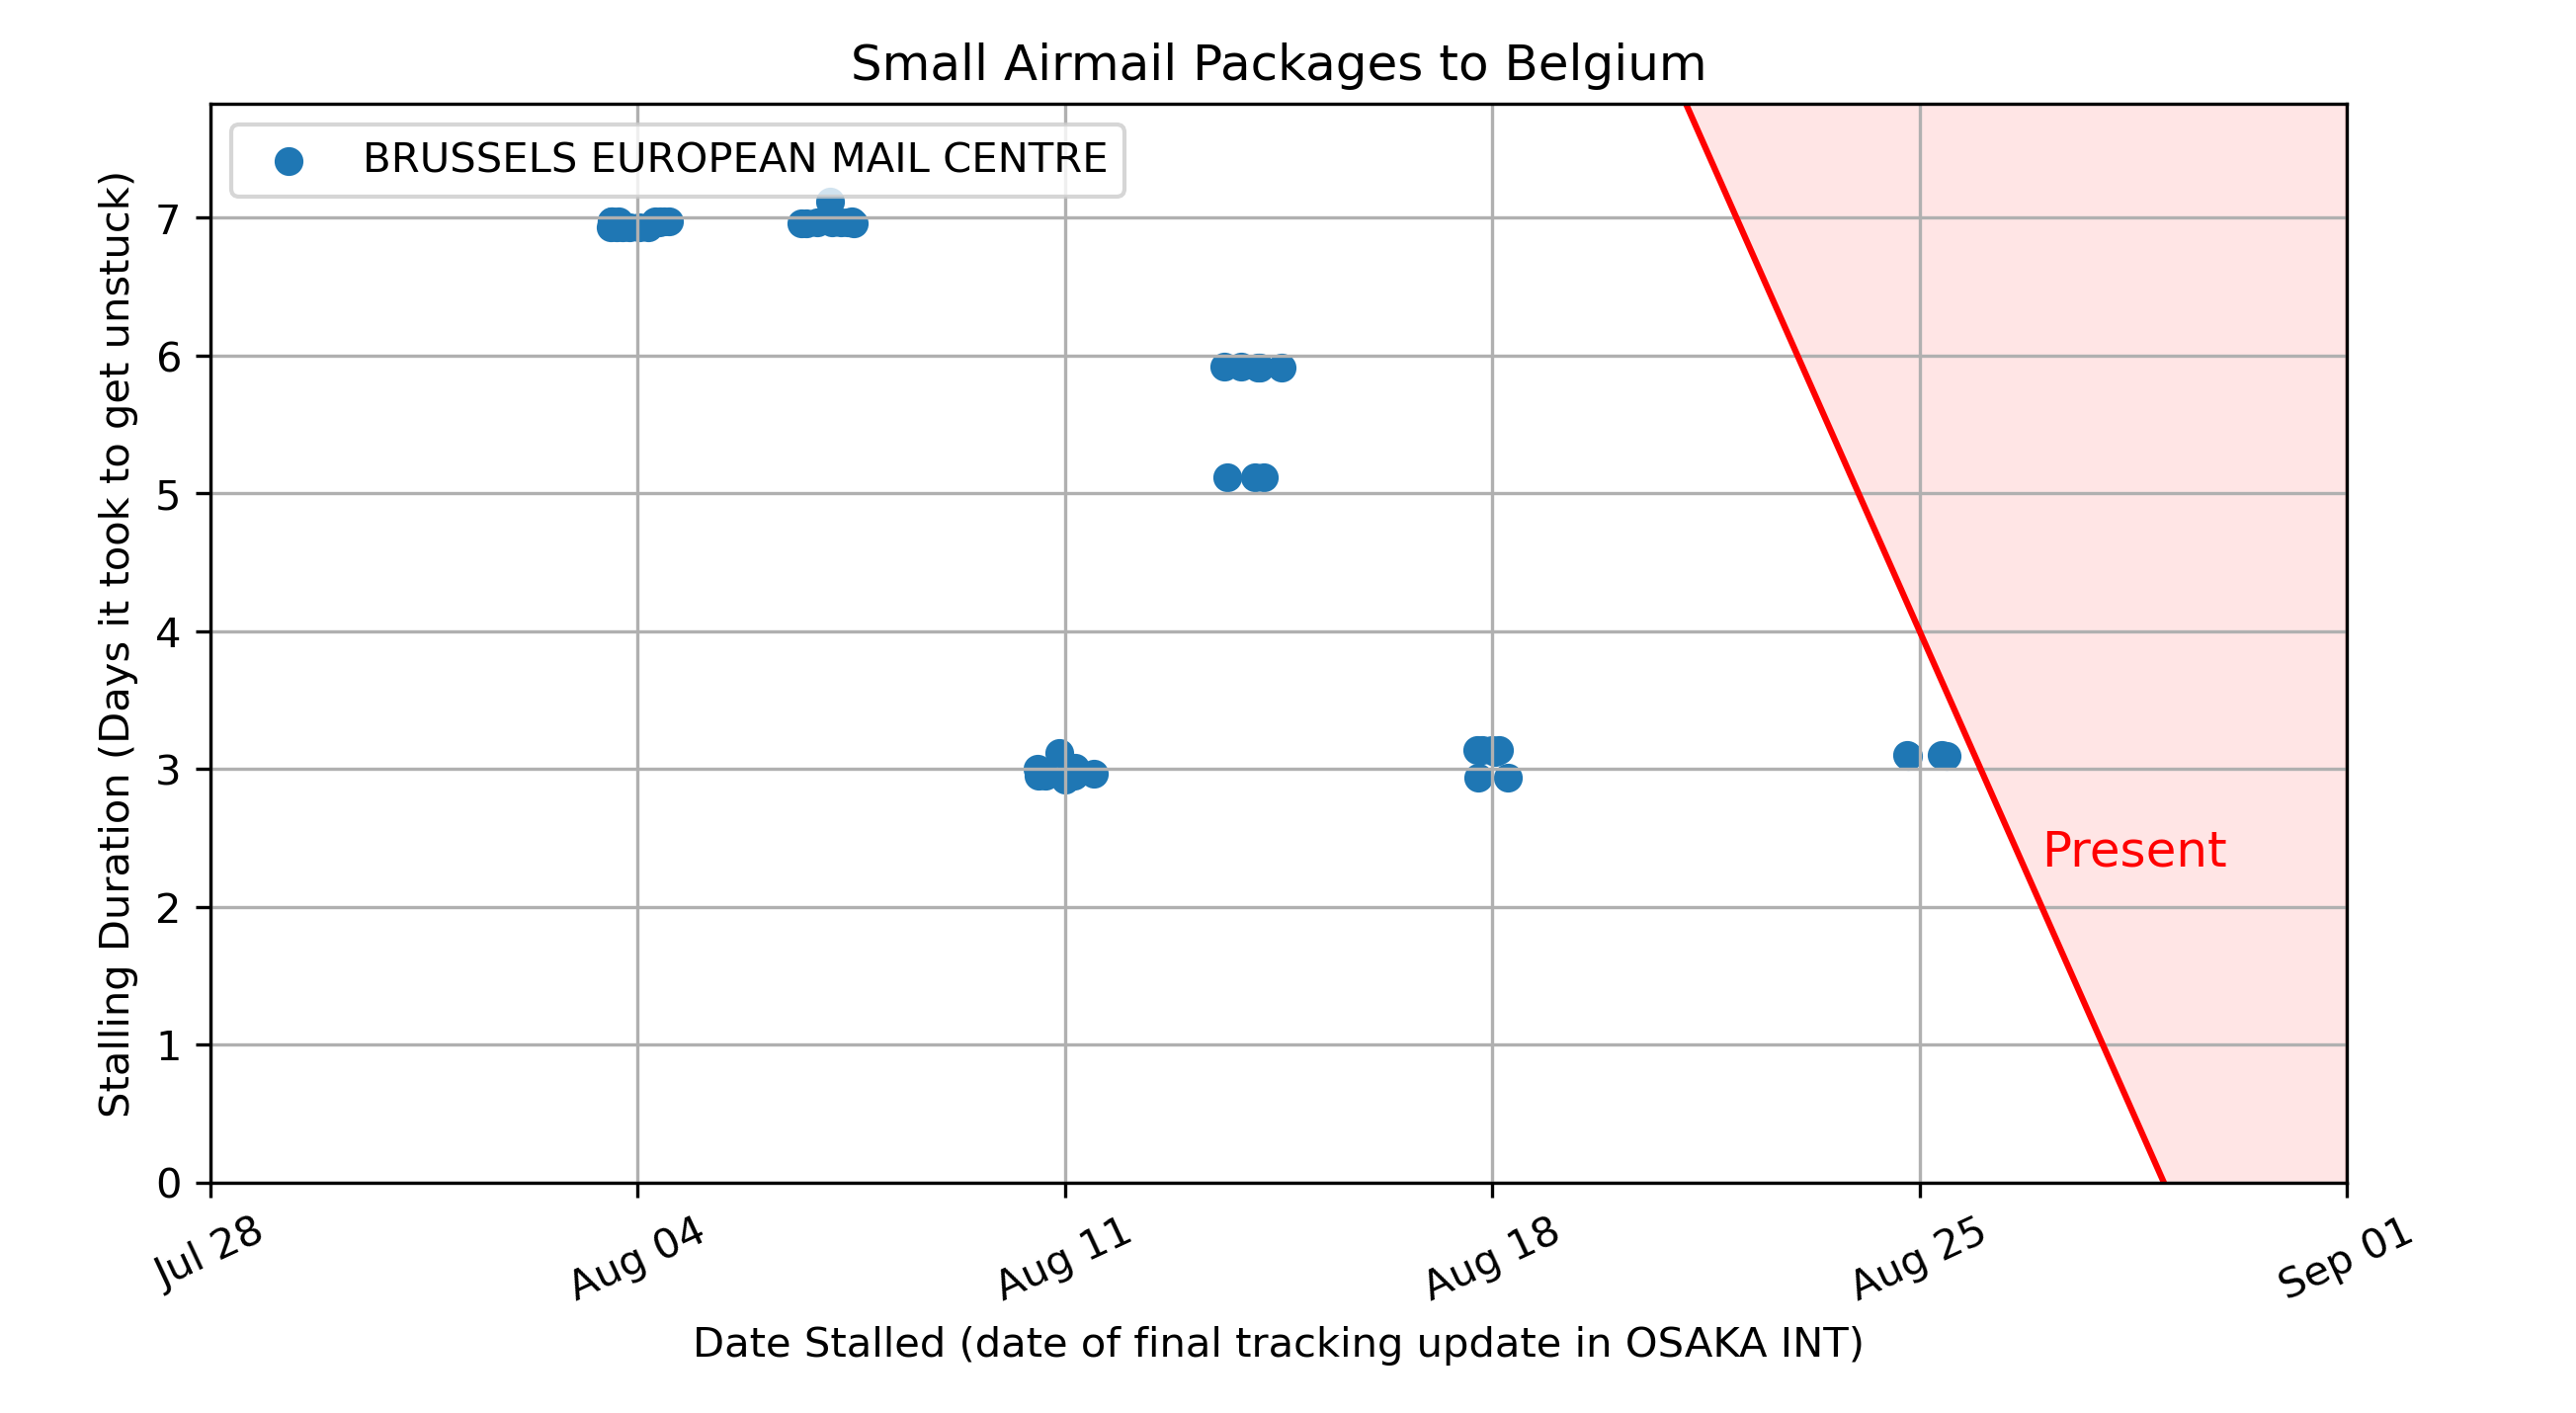 Small Airmail Packages to Belgium
BRUSSELS EUROPEAN MAIL CENTRE
Stalling Duration (Days it took to get unstuck)
7
6
5
4
3
2
1
0
Present
Jul 28
Aug 04
Aug 11
Aug 18
Aug 25
Sep 01
Date Stalled (date of final tracking update in OSAKA INT)